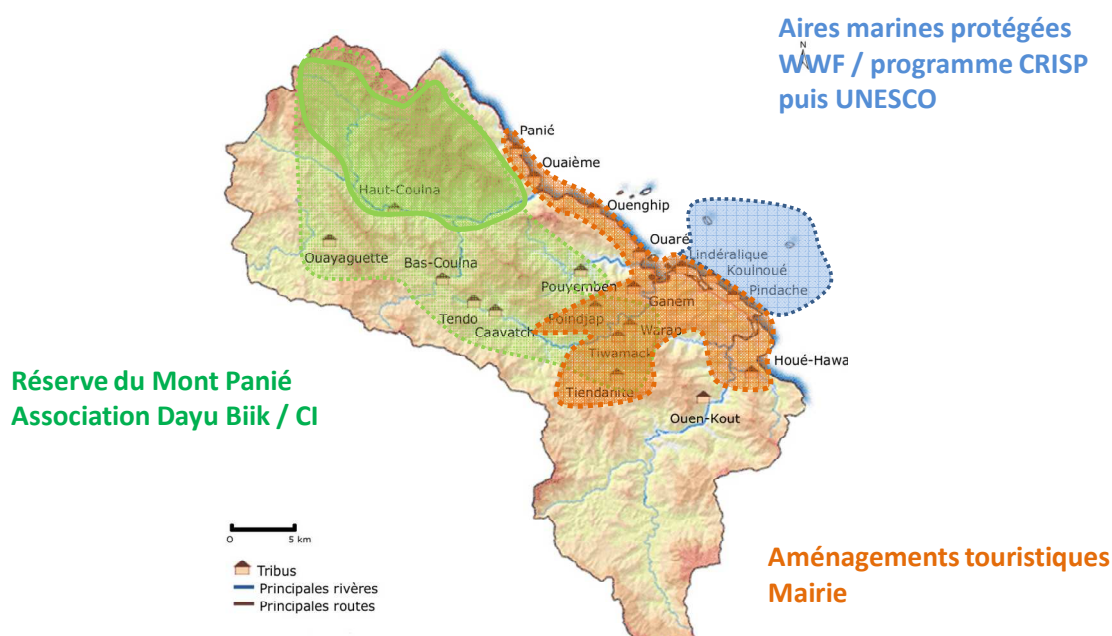 Aires marines protégées
N
WWF / programme CRISP
puis UNESCO
Panié
Ouaième
Ouenghip
Haut-Coulna
Ouaré
Lindéralique
Ouayaguette
Bas-Coulna
Koulnoué
Pouyemben
Pindache
Ganem
Tendo
Poindjap
Caavatch
Warap
Tiwamack
Houé-Hawa
Tiendanite
Ouen-Kout
Réserve du Mont Panié
Association Dayu Biik / CI
0 5 km
Tribus
Principales rivères
Principales routes
Aménagements touristiques
Mairie